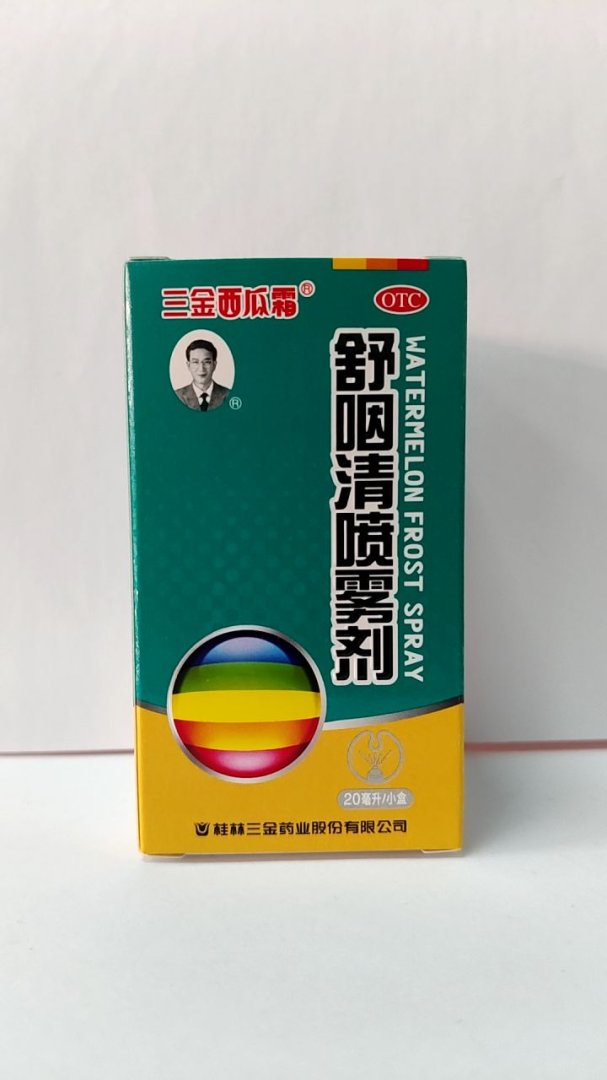 三金西瓜霜®
OTC
®
舒咽清喷雾剂
WATERMELON FROST SPRAY
20毫升/小盒
桂林三金药业股份有限公司